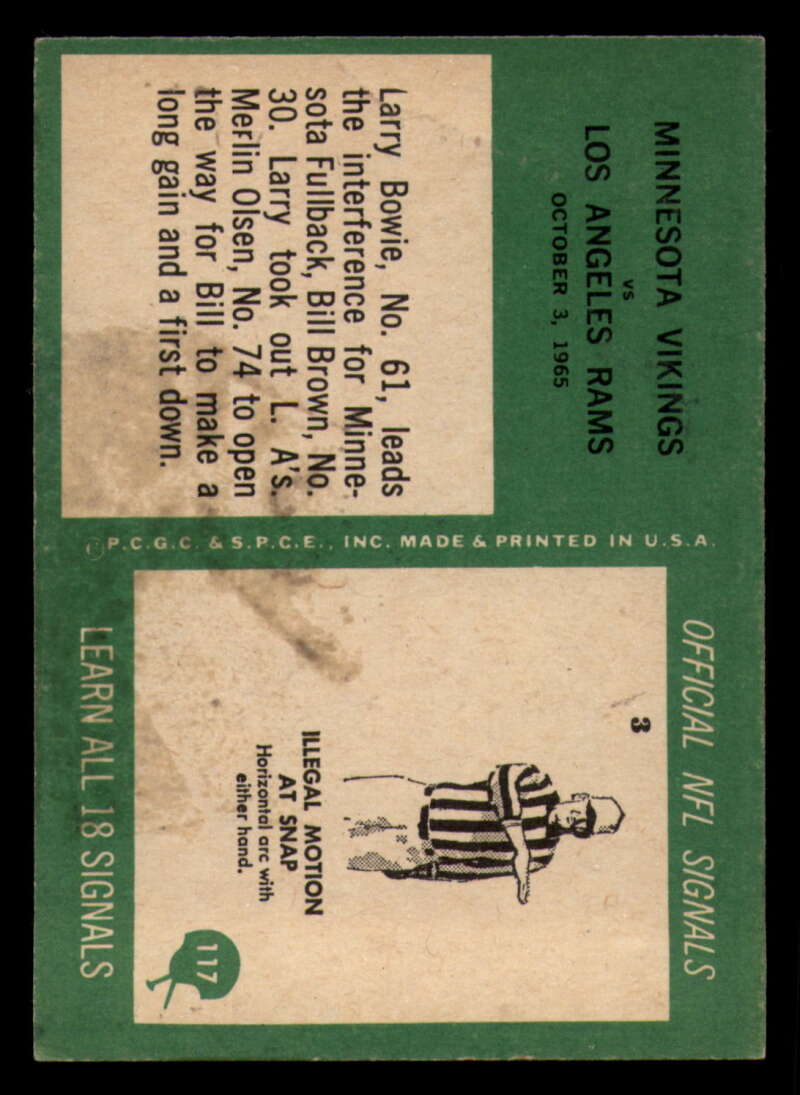 MINNESOTA VIKINGS
VS
LOS ANGELES RAMS
OCTOBER 3, 1965
Larry Bowie, No. 61, leads
the interference for Minne-
sota Fullback, Bill Brown, No.
30. Larry took out L. A's.
Merlin Olsen, No. 74 to open
the way for Bill to make a
long gain and a first down.
©P.C.G.C. & S.P.C.E., INC. MADE & PRINTED IN U.S.A.
OFFICIAL NFL SIGNALS
3
ILLEGAL MOTION
AT SNAP
Horizontal arc with
either hand.
117
LEARN ALL 18 SIGNALS